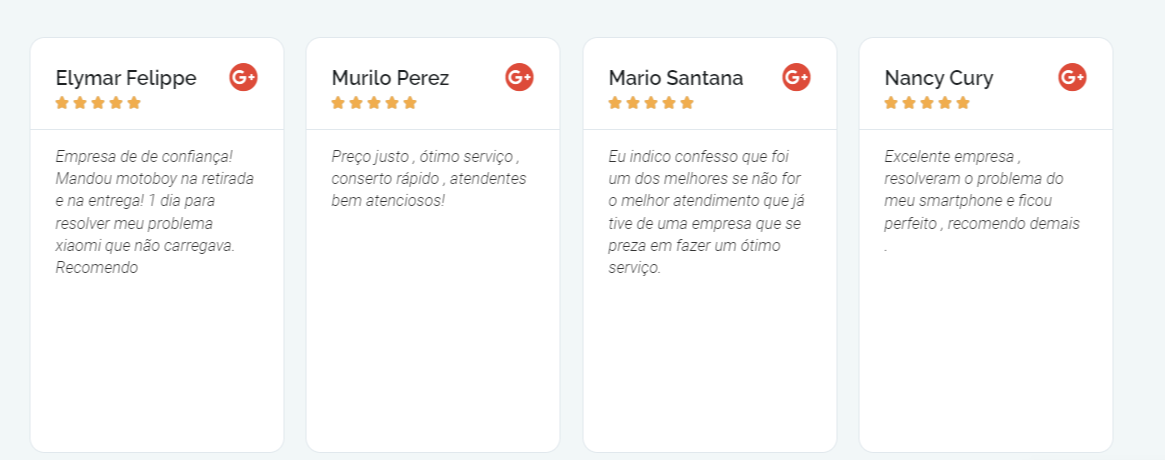 Elymar Felippe
G+
Empresa de de confiança!
Mandou motoboy na retirada
e na entrega! 1 dia para
resolver meu problema
xiaomi que não carregava.
Recomendo
Murilo Perez
G+
Preço justo , ótimo serviço ,
conserto rápido , atendentes
bem atenciosos!
Mario Santana
G+
Eu indico confesso que foi
um dos melhores se não for
o melhor atendimento que já
tive de uma empresa que se
preza em fazer um ótimo
serviço.
Nancy Cury
G+
Excelente empresa ,
resolveram o problema do
meu smartphone e ficou
perfeito , recomendo demais
.